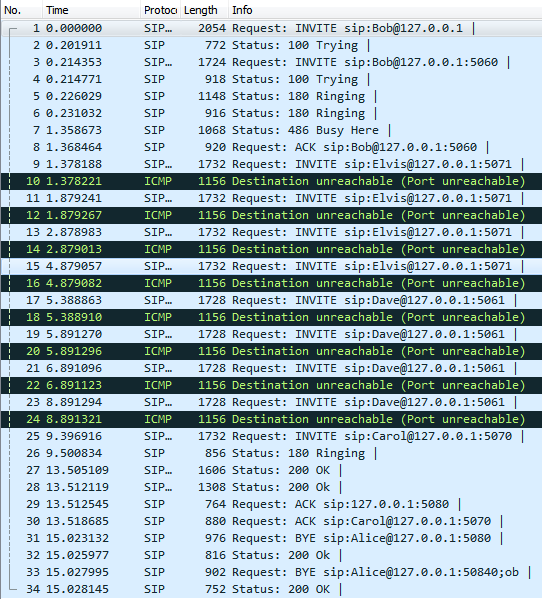 No. Time Protoc Length Info
1 0.000000 SIP… 2054 Request: INVITE sip:Bob@127.0.0.1 |
2 0.201911 SIP 772 Status: 100 Trying |
3 0.214353 SIP… 1724 Request: INVITE sip:Bob@127.0.0.1:5060 |
4 0.214771 SIP 918 Status: 100 Trying |
5 0.226029 SIP 1148 Status: 180 Ringing |
6 0.231032 SIP 916 Status: 180 Ringing |
7 1.358673 SIP 1068 Status: 486 Busy Here |
8 1.368464 SIP 920 Request: ACK sip:Bob@127.0.0.1:5060 |
9 1.378188 SIP… 1732 Request: INVITE sip:Elvis@127.0.0.1:5071 |
10 1.378221 ICMP 1156 Destination unreachable (Port unreachable)
11 1.879241 SIP… 1732 Request: INVITE sip:Elvis@127.0.0.1:5071 |
12 1.879267 ICMP 1156 Destination unreachable (Port unreachable)
13 2.878983 SIP… 1732 Request: INVITE sip:Elvis@127.0.0.1:5071 |
14 2.879013 ICMP 1156 Destination unreachable (Port unreachable)
15 4.879057 SIP… 1732 Request: INVITE sip:Elvis@127.0.0.1:5071 |
16 4.879082 ICMP 1156 Destination unreachable (Port unreachable)
17 5.388863 SIP… 1728 Request: INVITE sip:Dave@127.0.0.1:5061 |
18 5.388910 ICMP 1156 Destination unreachable (Port unreachable)
19 5.891270 SIP… 1728 Request: INVITE sip:Dave@127.0.0.1:5061 |
20 5.891296 ICMP 1156 Destination unreachable (Port unreachable)
21 6.891096 SIP… 1728 Request: INVITE sip:Dave@127.0.0.1:5061 |
22 6.891123 ICMP 1156 Destination unreachable (Port unreachable)
23 8.891294 SIP… 1728 Request: INVITE sip:Dave@127.0.0.1:5061 |
24 8.891321 ICMP 1156 Destination unreachable (Port unreachable)
25 9.396916 SIP… 1732 Request: INVITE sip:Carol@127.0.0.1:5070 |
26 9.500834 SIP 856 Status: 180 Ringing |
27 13.505109 SIP… 1606 Status: 200 Ok |
28 13.512119 SIP… 1308 Status: 200 Ok |
29 13.512545 SIP 764 Request: ACK sip:127.0.0.1:5080 |
30 13.518685 SIP 880 Request: ACK sip:Carol@127.0.0.1:5070 |
31 15.023132 SIP 976 Request: BYE sip:Alice@127.0.0.1:5080 |
32 15.025977 SIP 816 Status: 200 Ok |
33 15.027995 SIP 902 Request: BYE sip:Alice@127.0.0.1:50840;ob |
34 15.028145 SIP 752 Status: 200 OK |